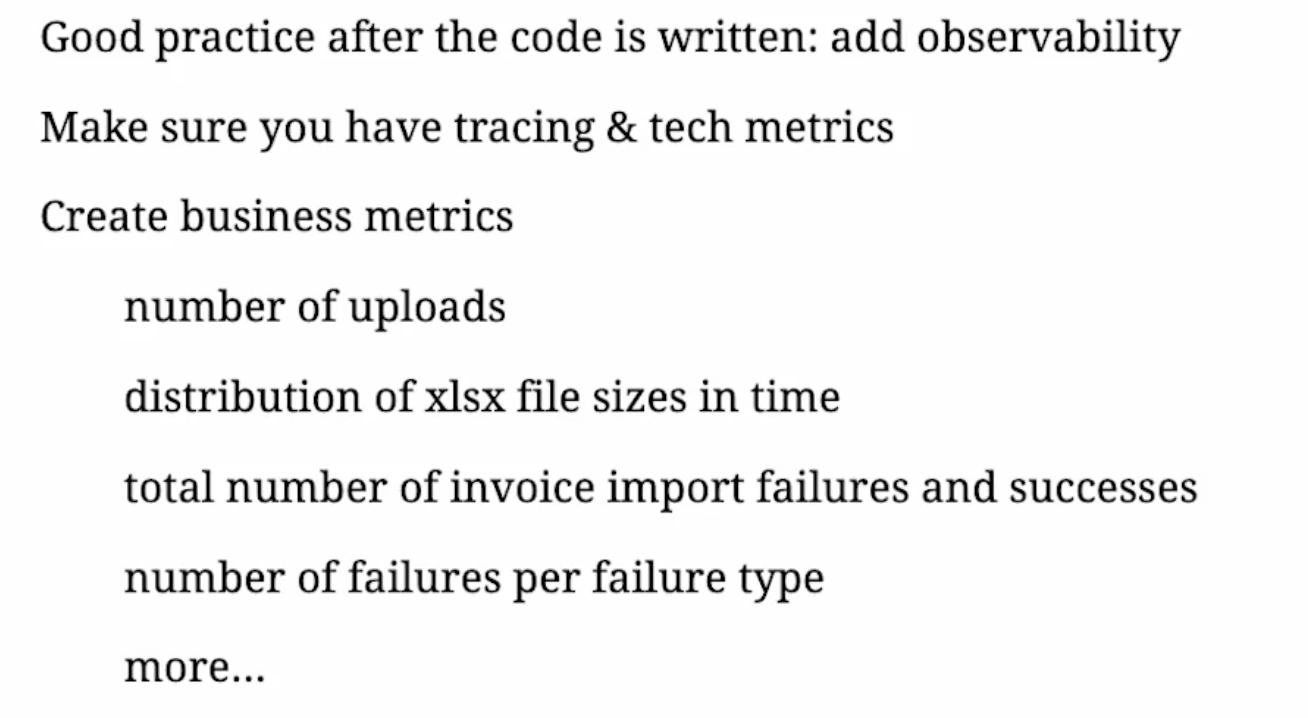 Good practice after the code is written: add observability
Make sure you have tracing & tech metrics
Create business metrics
number of uploads
distribution of xlsx file sizes in time
total number of invoice import failures and successes
number of failures per failure type
more...